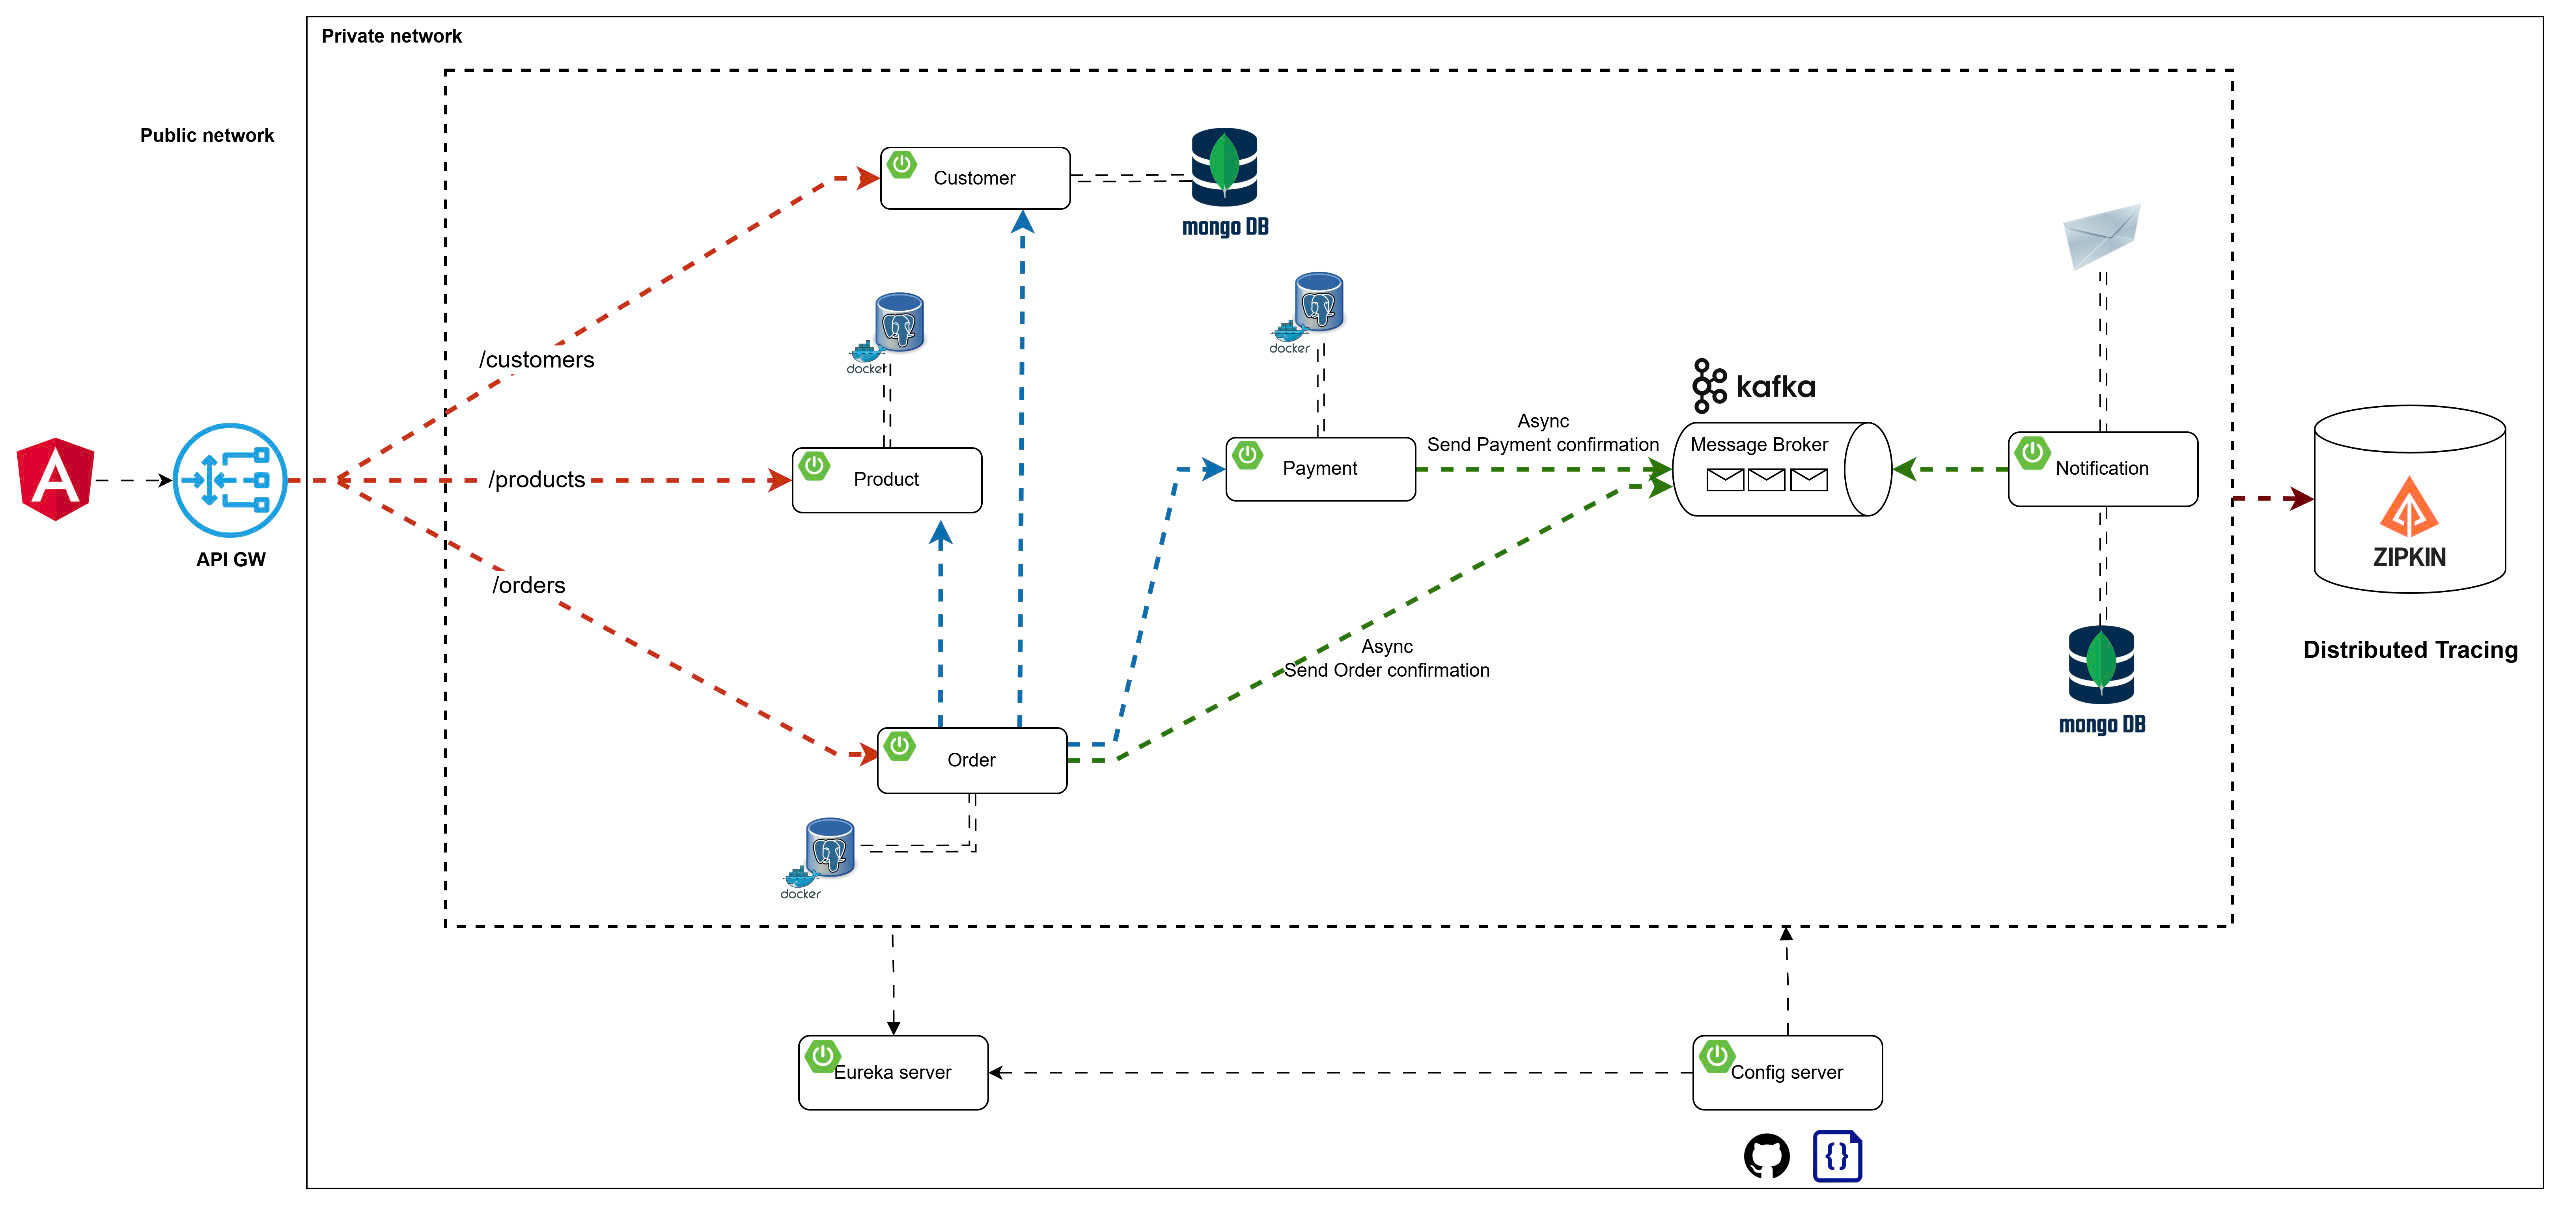 Private network
Public network
Customer
mongo DB
docker
docker
/customers
kafka
Async
Send Payment confirmation
Message Broker
Payment
Notification
/products
Product
API GW
ZIPKIN
/orders
Async
Send Order confirmation
Distributed Tracing
mongo DB
Order
docker
Eureka server
Config server